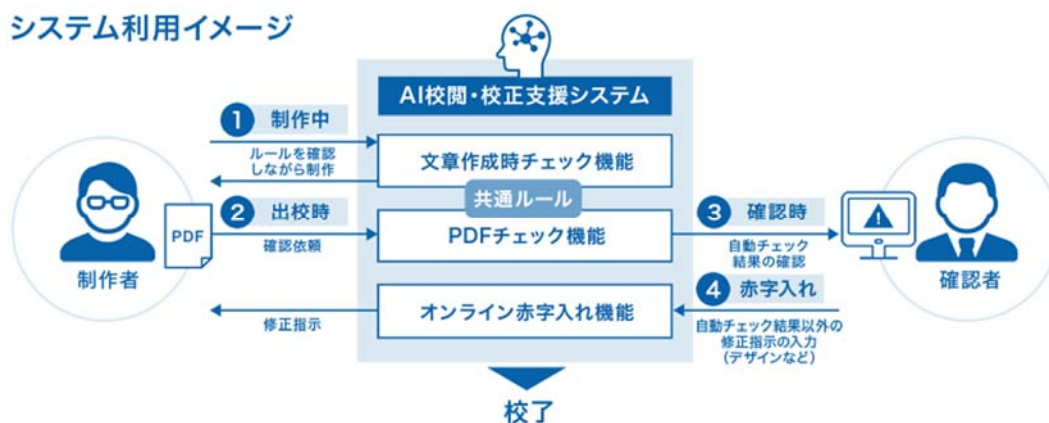 システム利用イメージ
AI校閲・校正支援システム
1 制作中
ルールを確認
しながら制作
文章作成時チェック機能
共通ルール
2 出校時
確認依頼
PDF
制作者
PDFチェック機能
3 確認時
自動チェック
結果の確認
確認者
オンライン赤字入れ機能
4 赤字入れ
自動チェック結果以外の
修正指示の入力
（デザインなど）
修正指示
校了